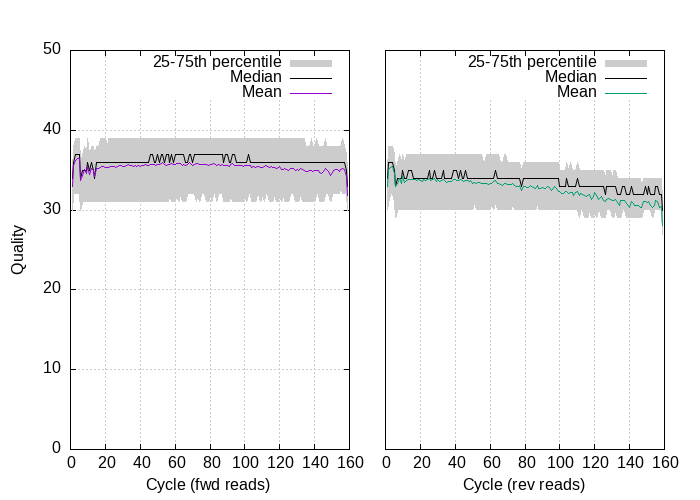 25-75th percentile
Median
Mean
50
40
30
20
10
0
Quality
0 20 40 60 80 100 120 140 160
Cycle (fwd reads)
25-75th percentile
Median
Mean
0 20 40 60 80 100 120 140 160
Cycle (rev reads)